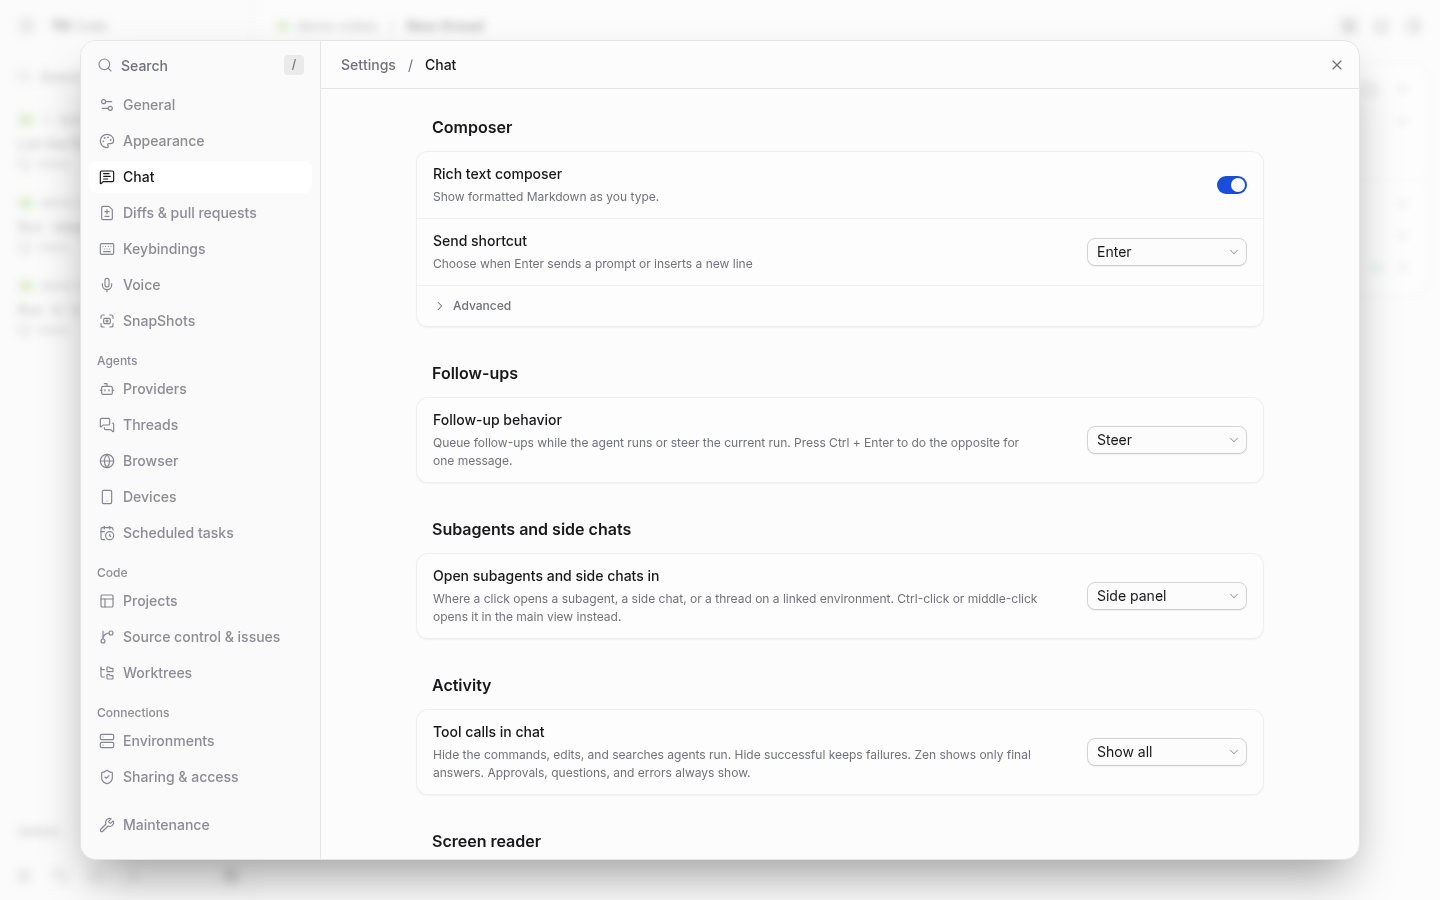 Search
/
General
Appearance
Chat
Diffs & pull requests
Keybindings
Voice
SnapShots
Agents
Providers
Threads
Browser
Devices
Scheduled tasks
Code
Projects
Source control & issues
Worktrees
Connections
Environments
Sharing & access
Maintenance
Settings / Chat
Composer
Rich text composer
Show formatted Markdown as you type.
Send shortcut
Choose when Enter sends a prompt or inserts a new line
Enter
Advanced
Follow-ups
Follow-up behavior
Queue follow-ups while the agent runs or steer the current run. Press Ctrl + Enter to do the opposite for
one message.
Steer
Subagents and side chats
Open subagents and side chats in
Where a click opens a subagent, a side chat, or a thread on a linked environment. Ctrl-click or middle-click
opens it in the main view instead.
Side panel
Activity
Tool calls in chat
Hide the commands, edits, and searches agents run. Hide successful keeps failures. Zen shows only final
answers. Approvals, questions, and errors always show.
Show all
Screen reader